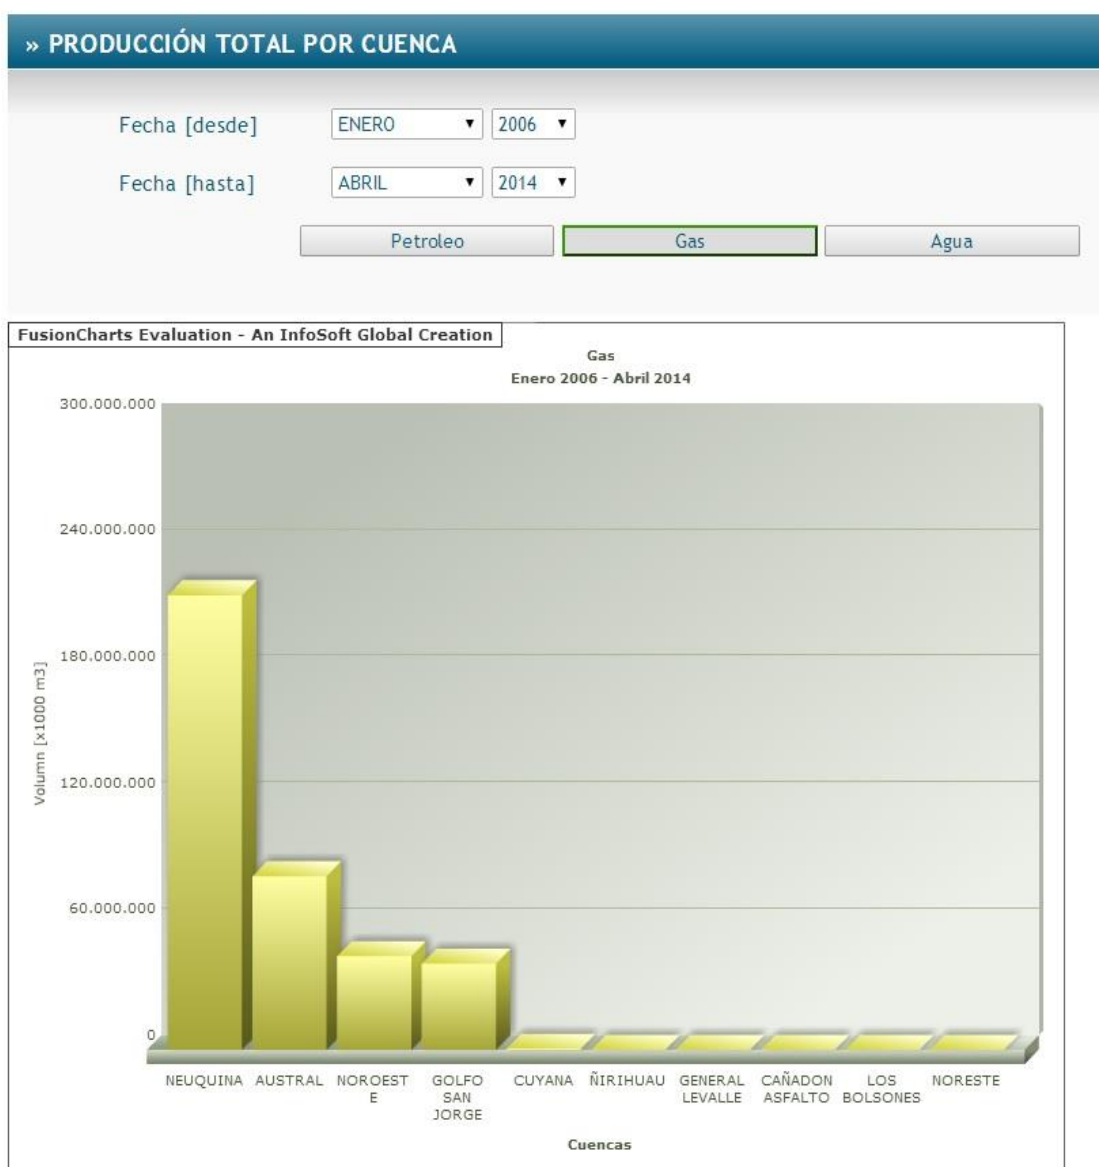 » PRODUCCIÓN TOTAL POR CUENCA
Fecha [desde] ENERO 2006
Fecha [hasta] ABRIL 2014
Petroleo Gas Agua
FusionCharts Evaluation - An InfoSoft Global Creation
Gas
Enero 2006 - Abril 2014
300.000.000
240.000.000
180.000.000
120.000.000
60.000.000
0
Volumn [x1000 m3]
NEUQUINA AUSTRAL NOROEST GOLFO CUYANA ÑIRIHUAU GENERAL CAÑADON LOS NORESTE
E SAN LEVALLE ASFALTO BOLSONES
JORGE
Cuencas